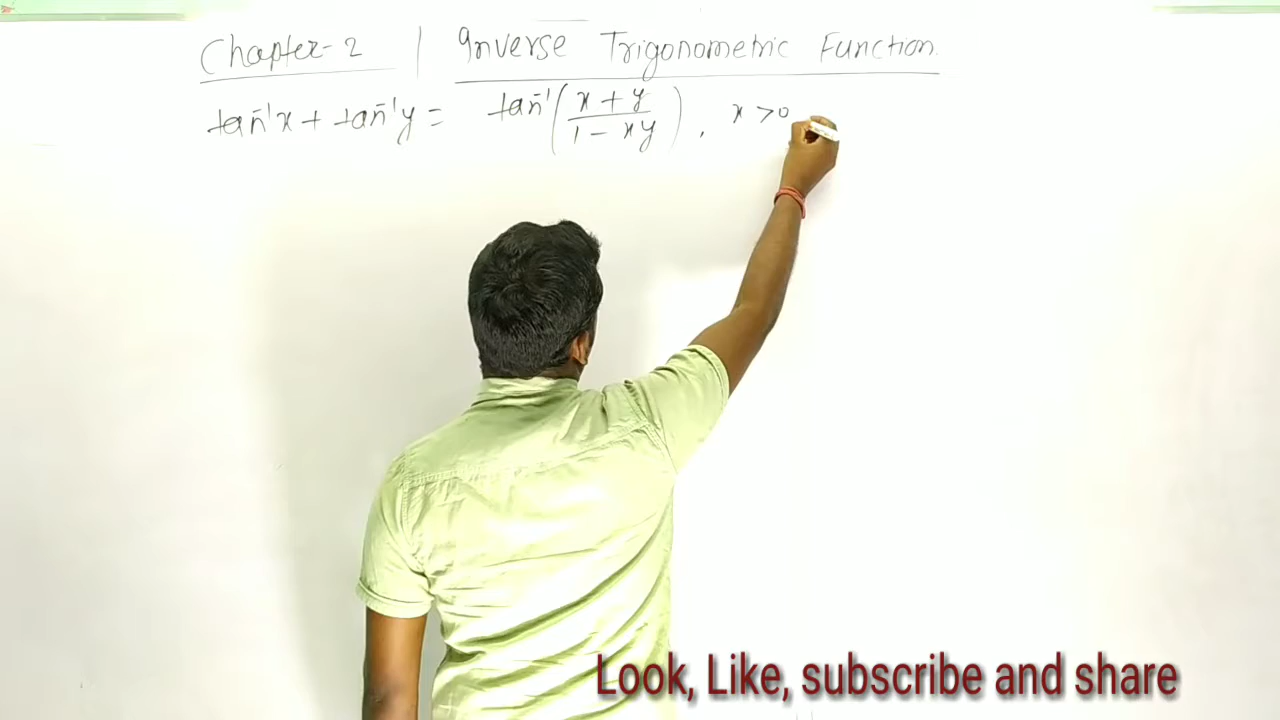 Chapter-2 | Inverse Trigonometric Function.
tan⁻¹x + tan⁻¹y = tan⁻¹(x + y / 1 - xy), x > 0
Look, Like, subscribe and share